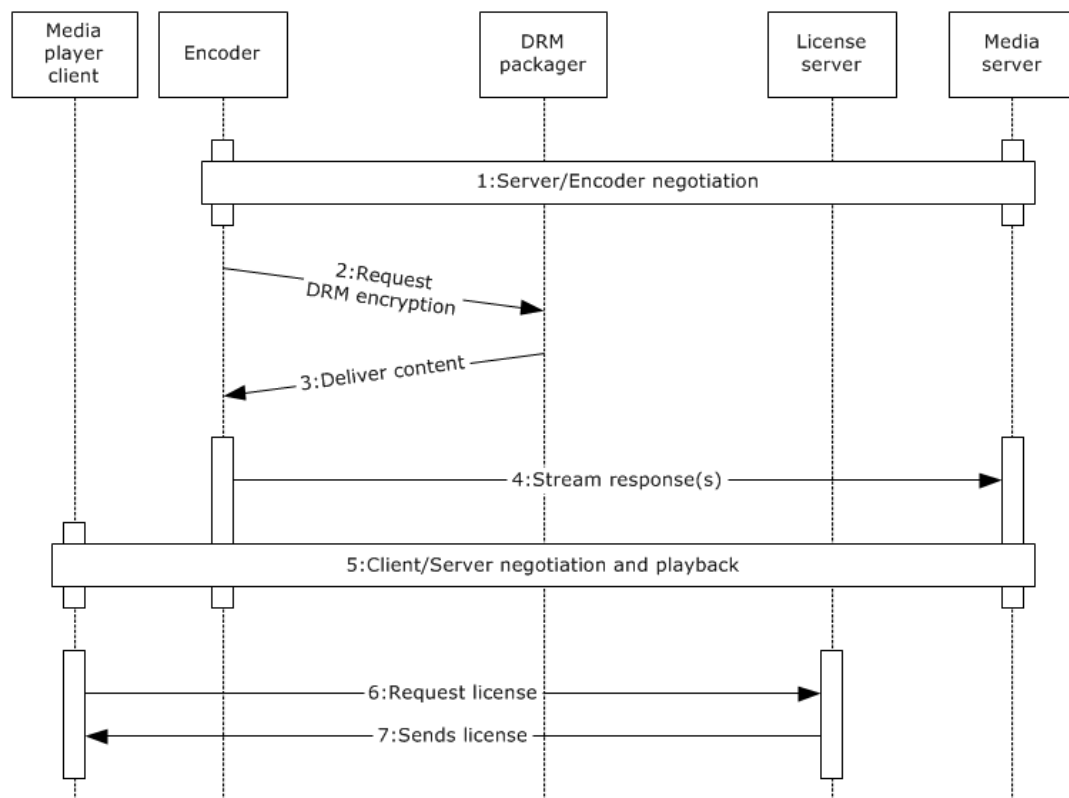 Media
player
client
Encoder
DRM
packager
License
server
Media
server
1:Server/Encoder negotiation
2:Request
DRM encryption
3:Deliver content
4:Stream response(s)
5:Client/Server negotiation and playback
6:Request license
7:Sends license